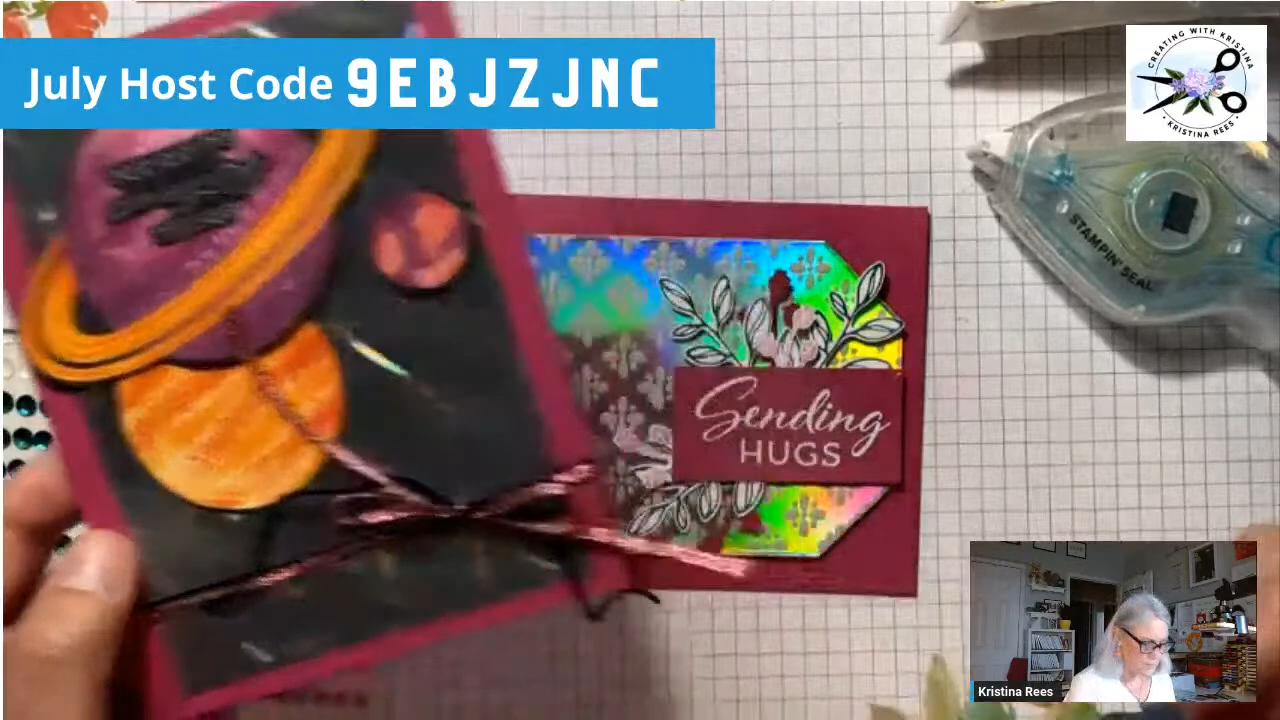 July Host Code 9EBJZJNC
CREATING WITH KRISTINA
• KRISTINA REES •
STAMPIN' SEAL
Sending
HUGS
Kristina Rees